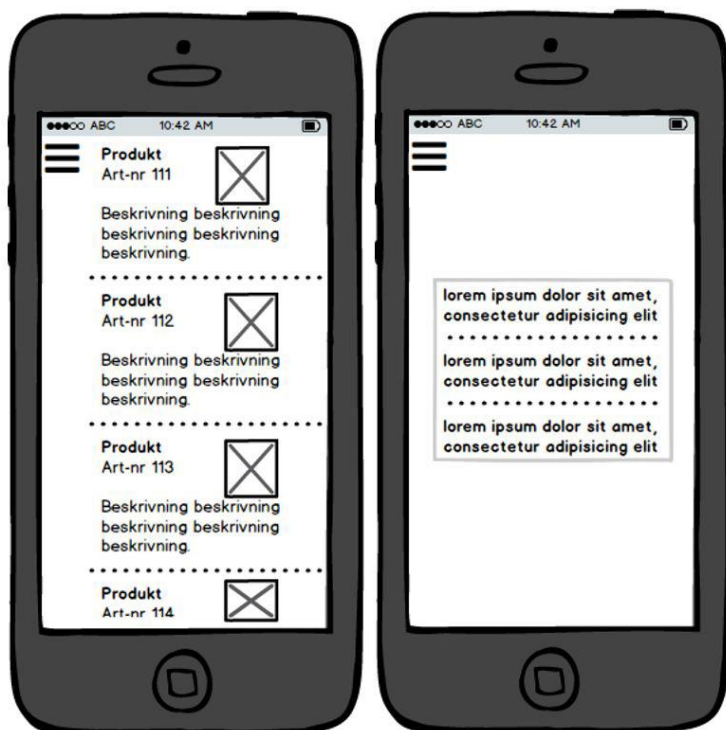 ABC 10:42 AM
Produkt
Art-nr 111
Beskrivning beskrivning
beskrivning beskrivning
beskrivning.
Produkt
Art-nr 112
Beskrivning beskrivning
beskrivning beskrivning
beskrivning.
Produkt
Art-nr 113
Beskrivning beskrivning
beskrivning beskrivning
beskrivning.
Produkt
Art-nr 114
ABC 10:42 AM
lorem ipsum dolor sit amet,
consectetur adipisicing elit
lorem ipsum dolor sit amet,
consectetur adipisicing elit
lorem ipsum dolor sit amet,
consectetur adipisicing elit